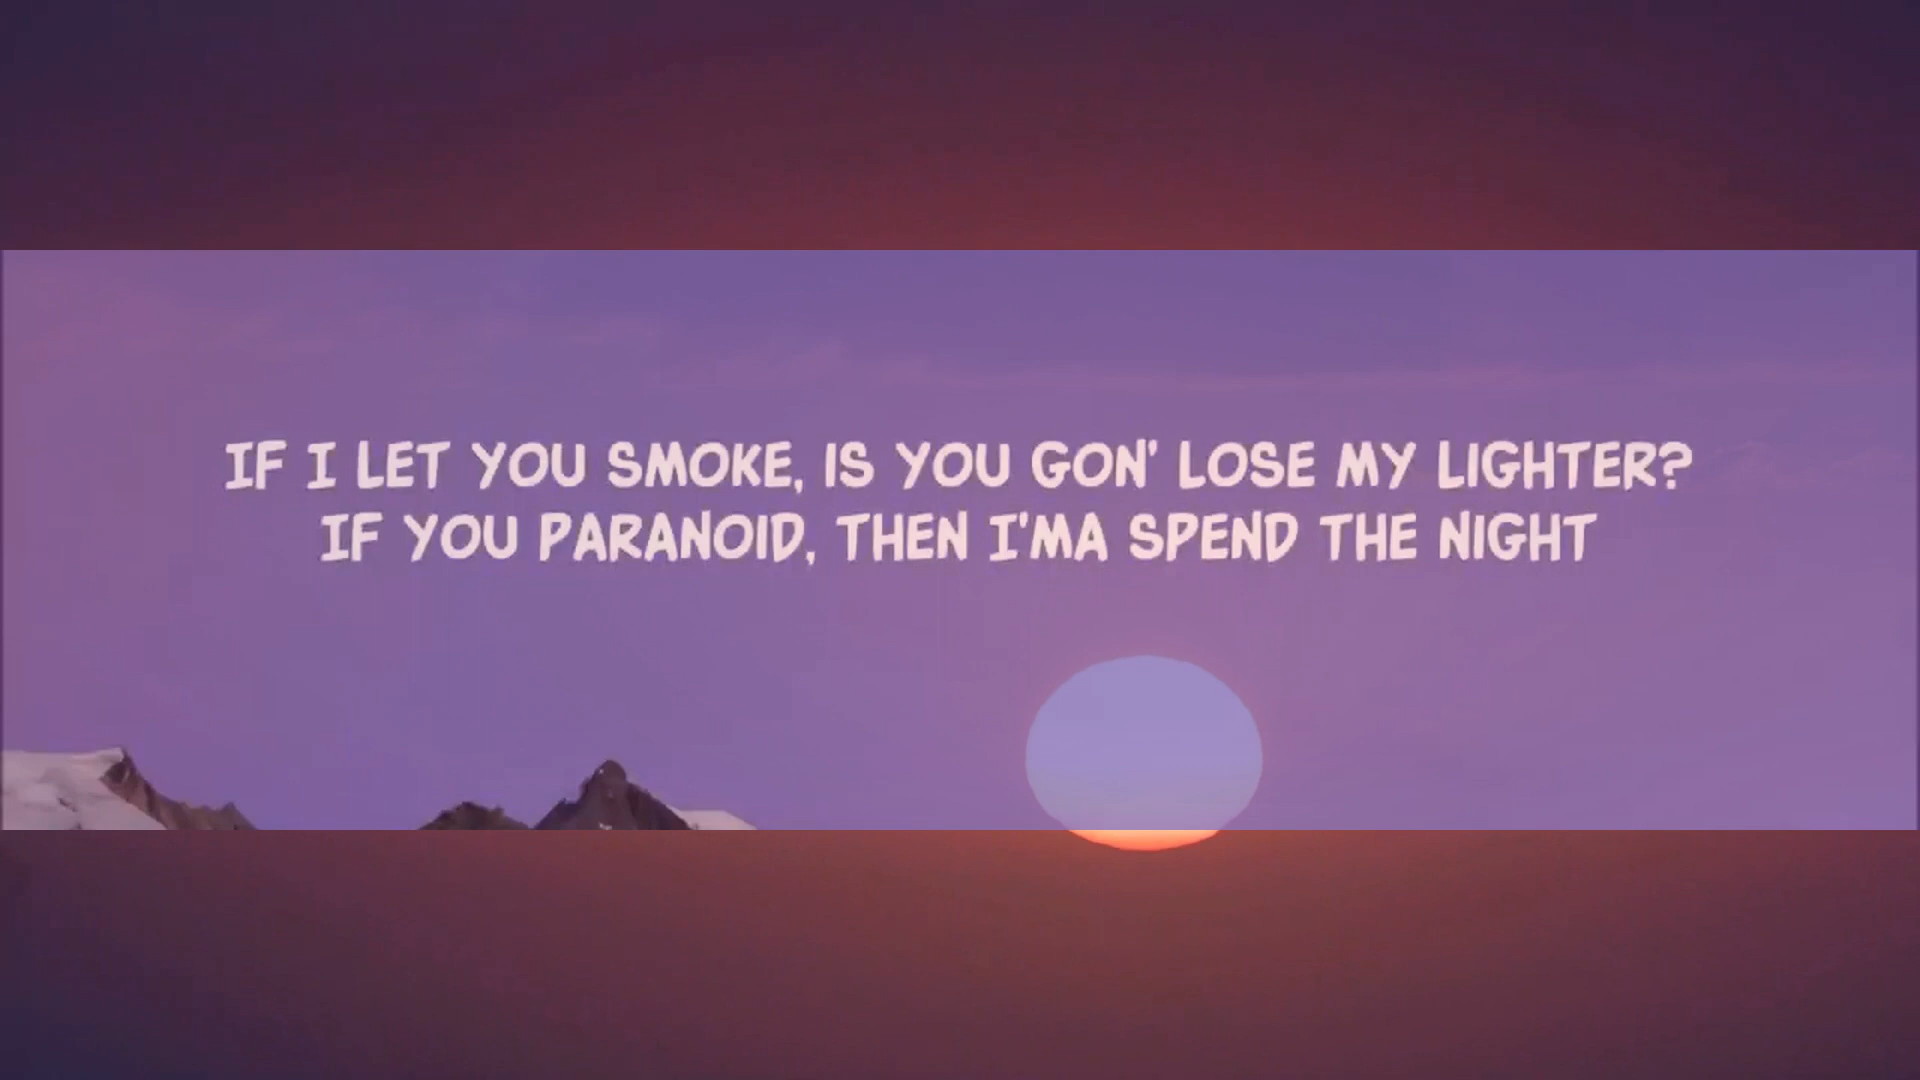 IF I LET YOU SMOKE, IS YOU GON' LOSE MY LIGHTER?
IF YOU PARANOID, THEN I'MA SPEND THE NIGHT